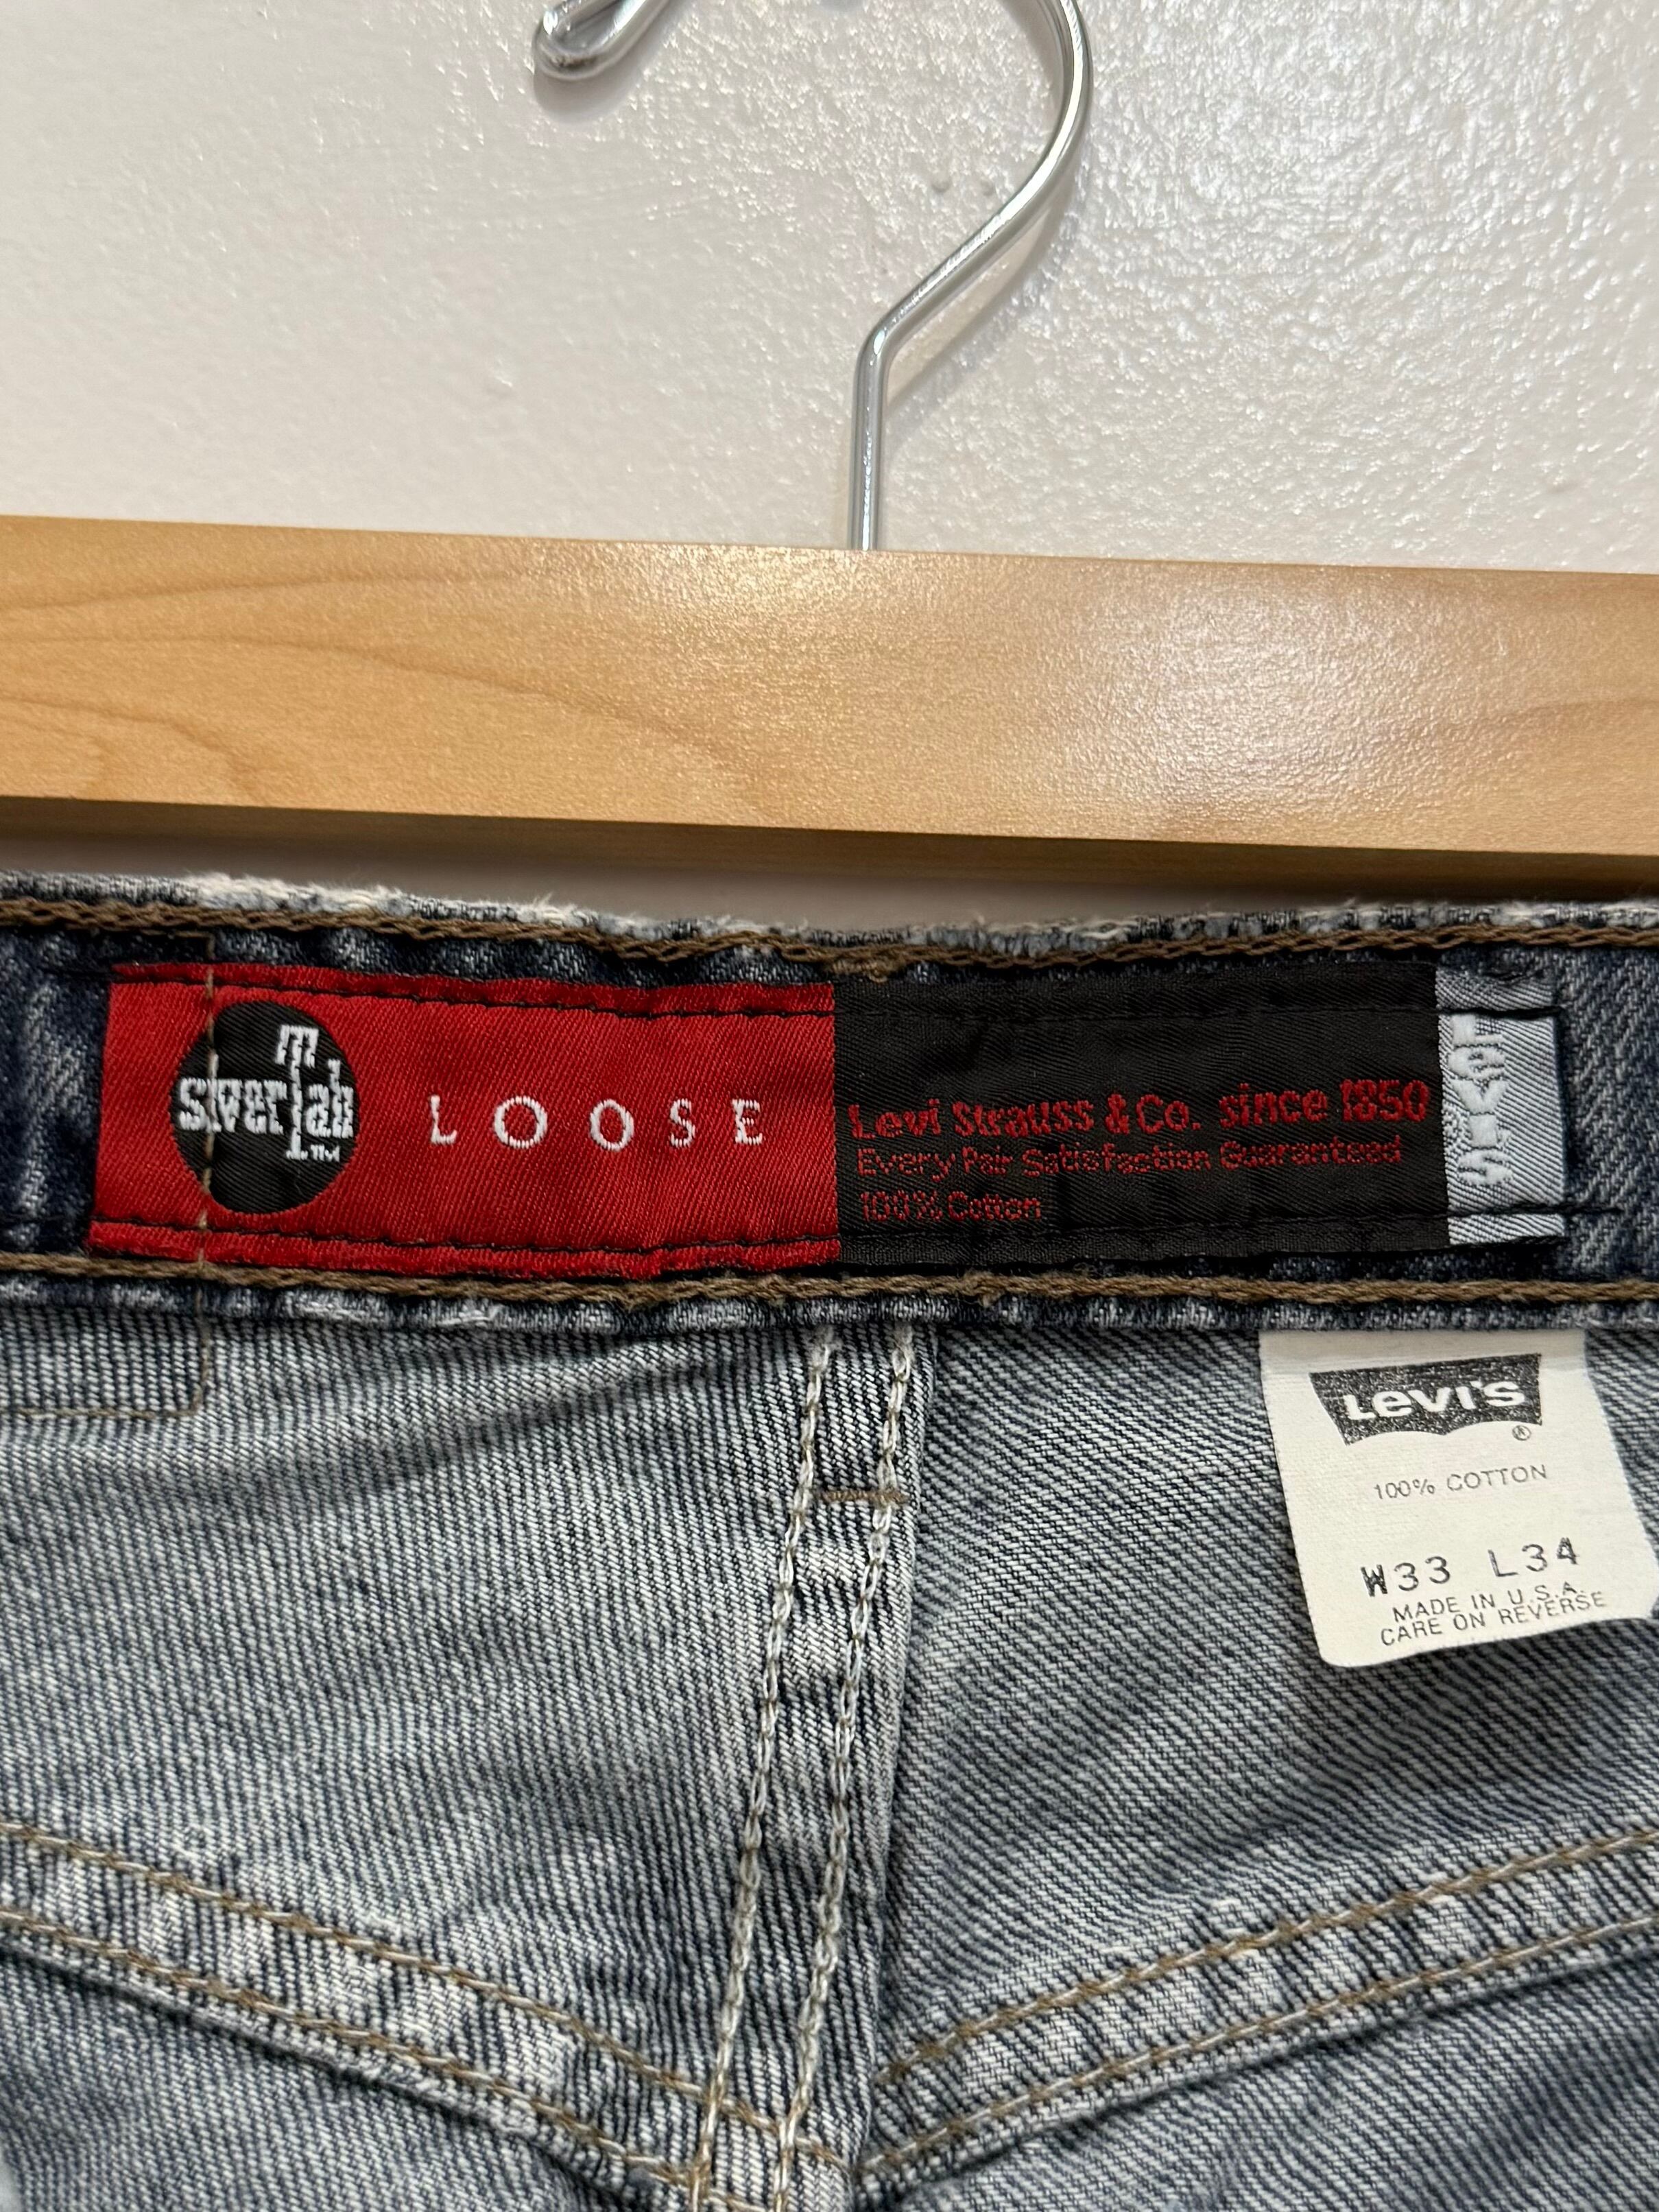 SilverTab™
LOOSE
Levi Strauss & Co. since 1850
Every Pair Satisfaction Guaranteed
100% Cotton
LEVI'S
LEVI'S®
100% COTTON
W33 L34
MADE IN U.S.A.
CARE ON REVERSE